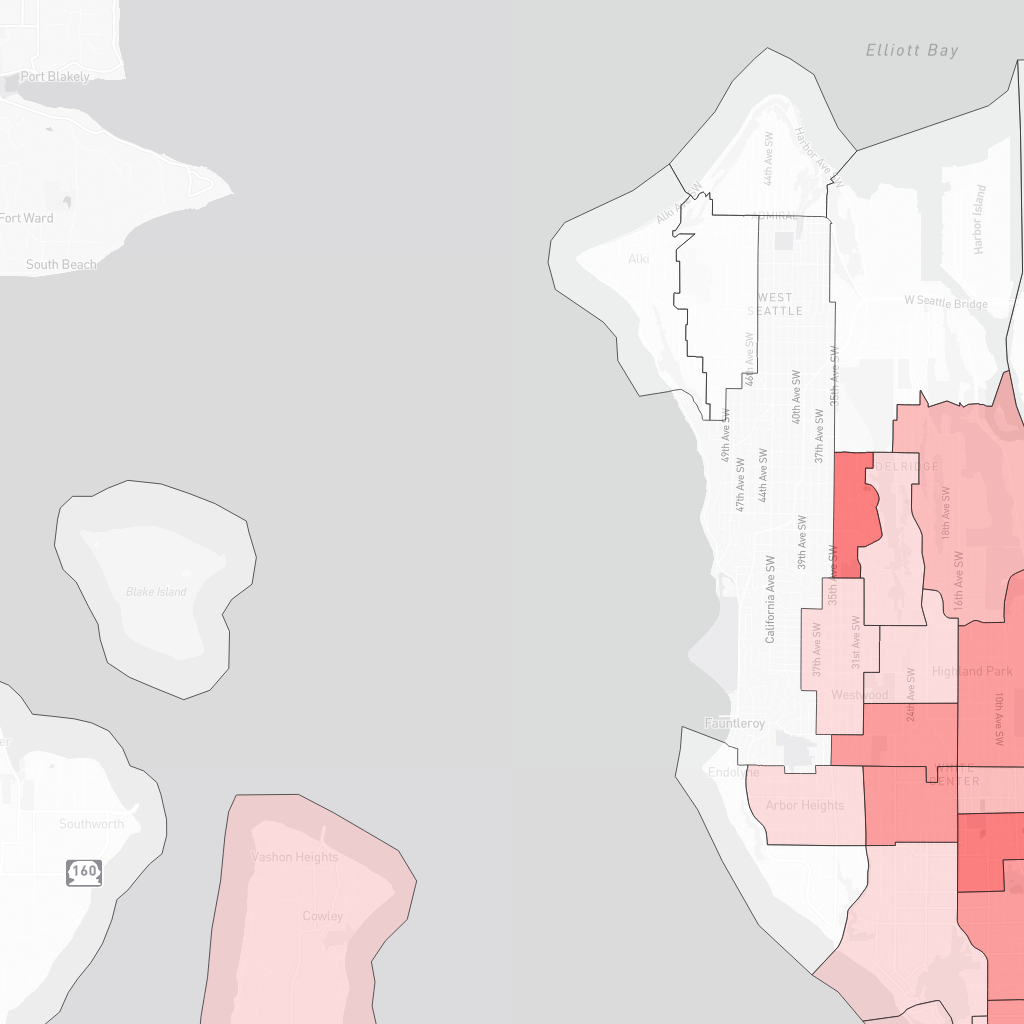 Elliott Bay
Port Blakely
44th Ave SW
Harbor Ave SW
Alki Ave SW
Harbor Island
Fort Ward
ADMIRAL
South Beach
Alki
WEST
SEATTLE
W Seattle Bridge
46th Ave SW
35th Ave SW
40th Ave SW
49th Ave SW
37th Ave SW
44th Ave SW
47th Ave SW
DELRIDGE
18th Ave SW
39th Ave SW
35th Ave SW
16th Ave SW
Blake Island
California Ave SW
37th Ave SW
31st Ave SW
Highland Park
24th Ave SW
Westwood
10th Ave SW
Fauntleroy
Endolyne
WHITE
CENTER
Arbor Heights
Southworth
160
Vashon Heights
Cowley